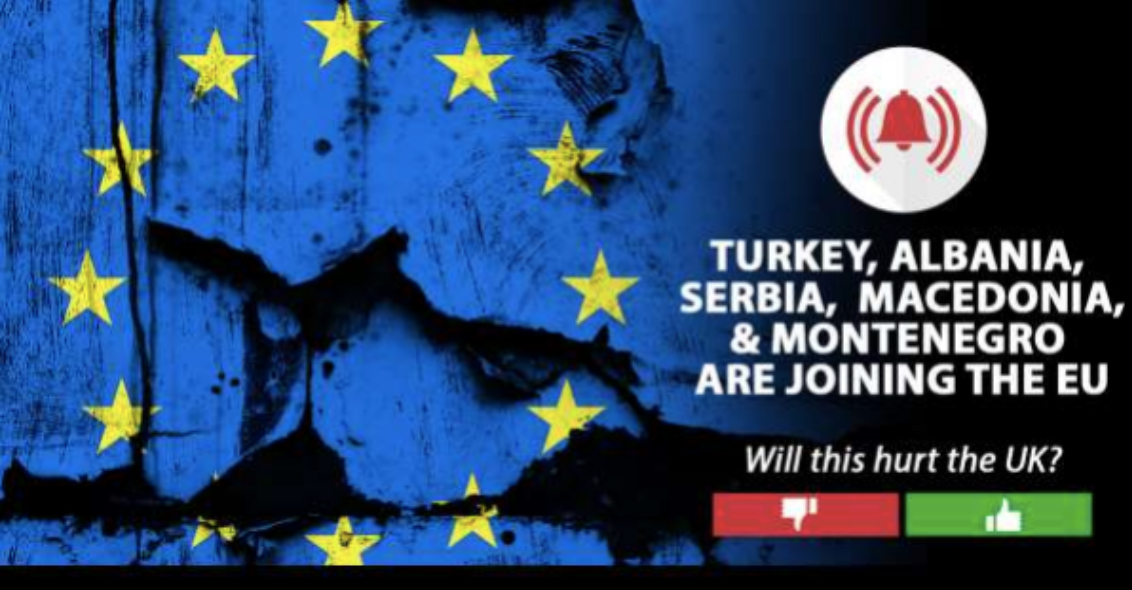 TURKEY, ALBANIA,
SERBIA, MACEDONIA,
& MONTENEGRO
ARE JOINING THE EU
Will this hurt the UK?